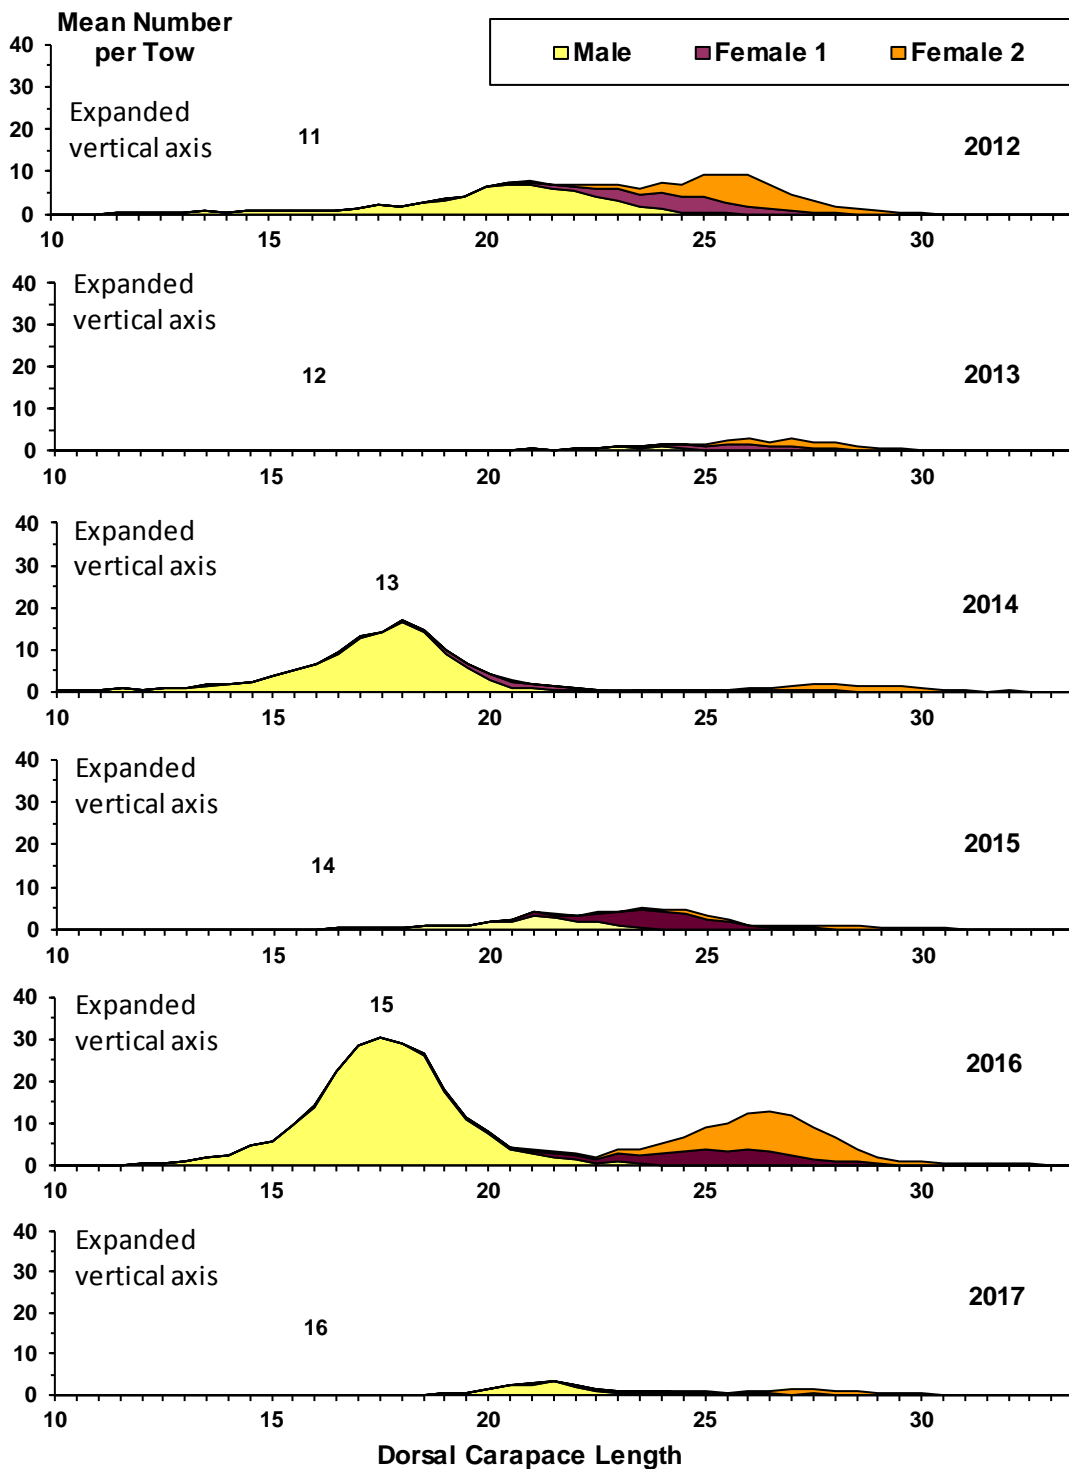 Mean Number
per Tow
Male Female 1 Female 2
40
30
20
10
0
Expanded
vertical axis
11
2012
10 15 20 25 30
40
30
20
10
0
Expanded
vertical axis
12
2013
10 15 20 25 30
40
30
20
10
0
Expanded
vertical axis
13
2014
10 15 20 25 30
40
30
20
10
0
Expanded
vertical axis
14
2015
10 15 20 25 30
40
30
20
10
0
Expanded
vertical axis
15
2016
10 15 20 25 30
40
30
20
10
0
Expanded
vertical axis
16
2017
10 15 20 25 30
Dorsal Carapace Length